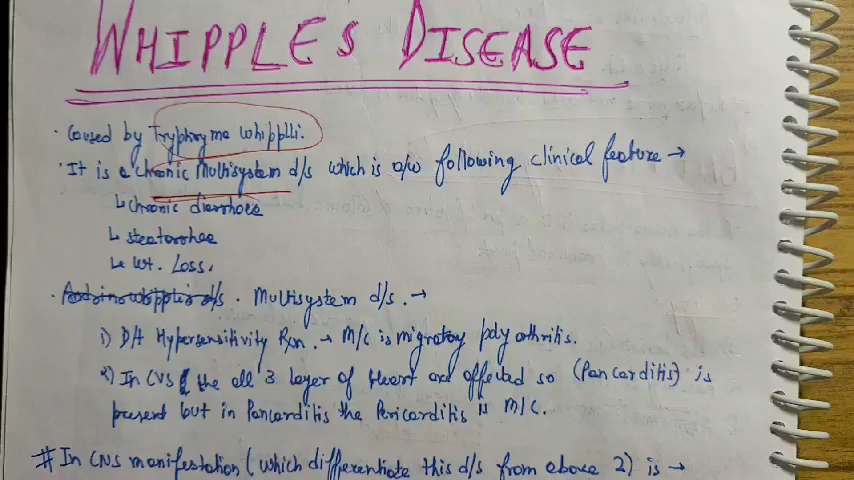 WHIPPLE'S DISEASE
· Caused by Tryphryma whipplli.
· It is a chronic Multisystem d/s which is a/w following clinical feature →
↳ chronic diarrhoea
↳ steatorrhea
↳ Wt. Loss.
· Multisystem d/s. →
1) D/t Hypersensitivity Rxn. → M/C is migratory poly arthritis.
2) In CVS the all 3 layer of heart are affected so (Pancarditis) is
present but in Pancarditis the Pericarditis is M/C.
# In CNS manifestation (which differentiate this d/s from above 2) is →